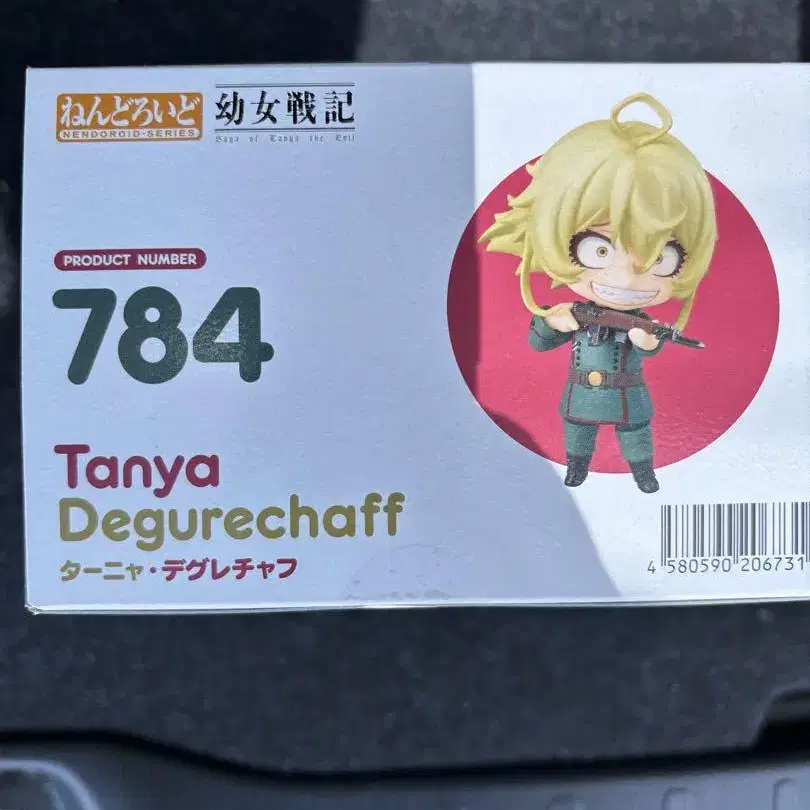 ねんどろいど
NENDOROID-SERIES
幼女戦記
Saga of Tanya the Evil
PRODUCT NUMBER
784
Tanya
Degurechaff
ターニャ・デグレチャフ
4 580590 206731